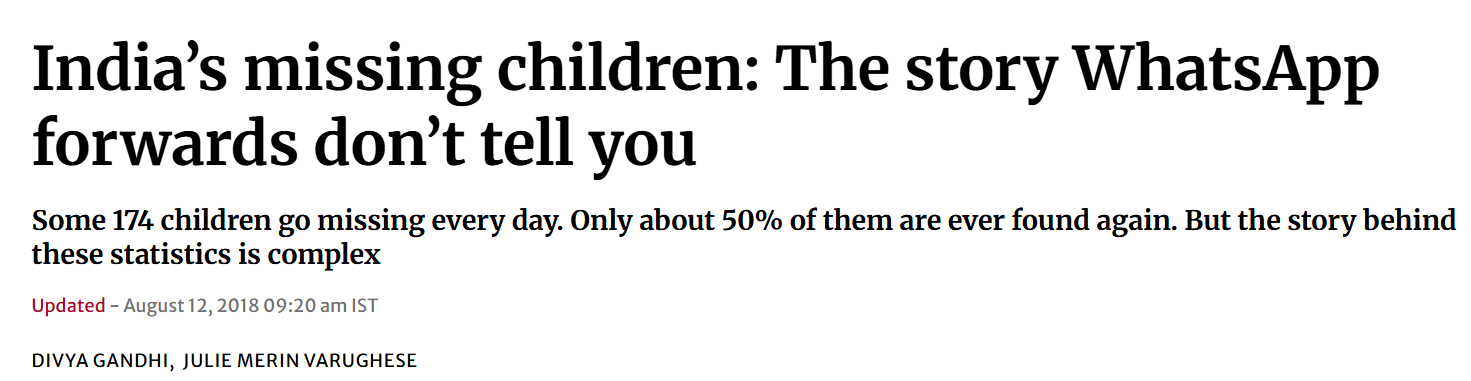 India’s missing children: The story WhatsApp
forwards don’t tell you
Some 174 children go missing every day. Only about 50% of them are ever found again. But the story behind
these statistics is complex
Updated - August 12, 2018 09:20 am IST
DIVYA GANDHI, JULIE MERIN VARUGHESE